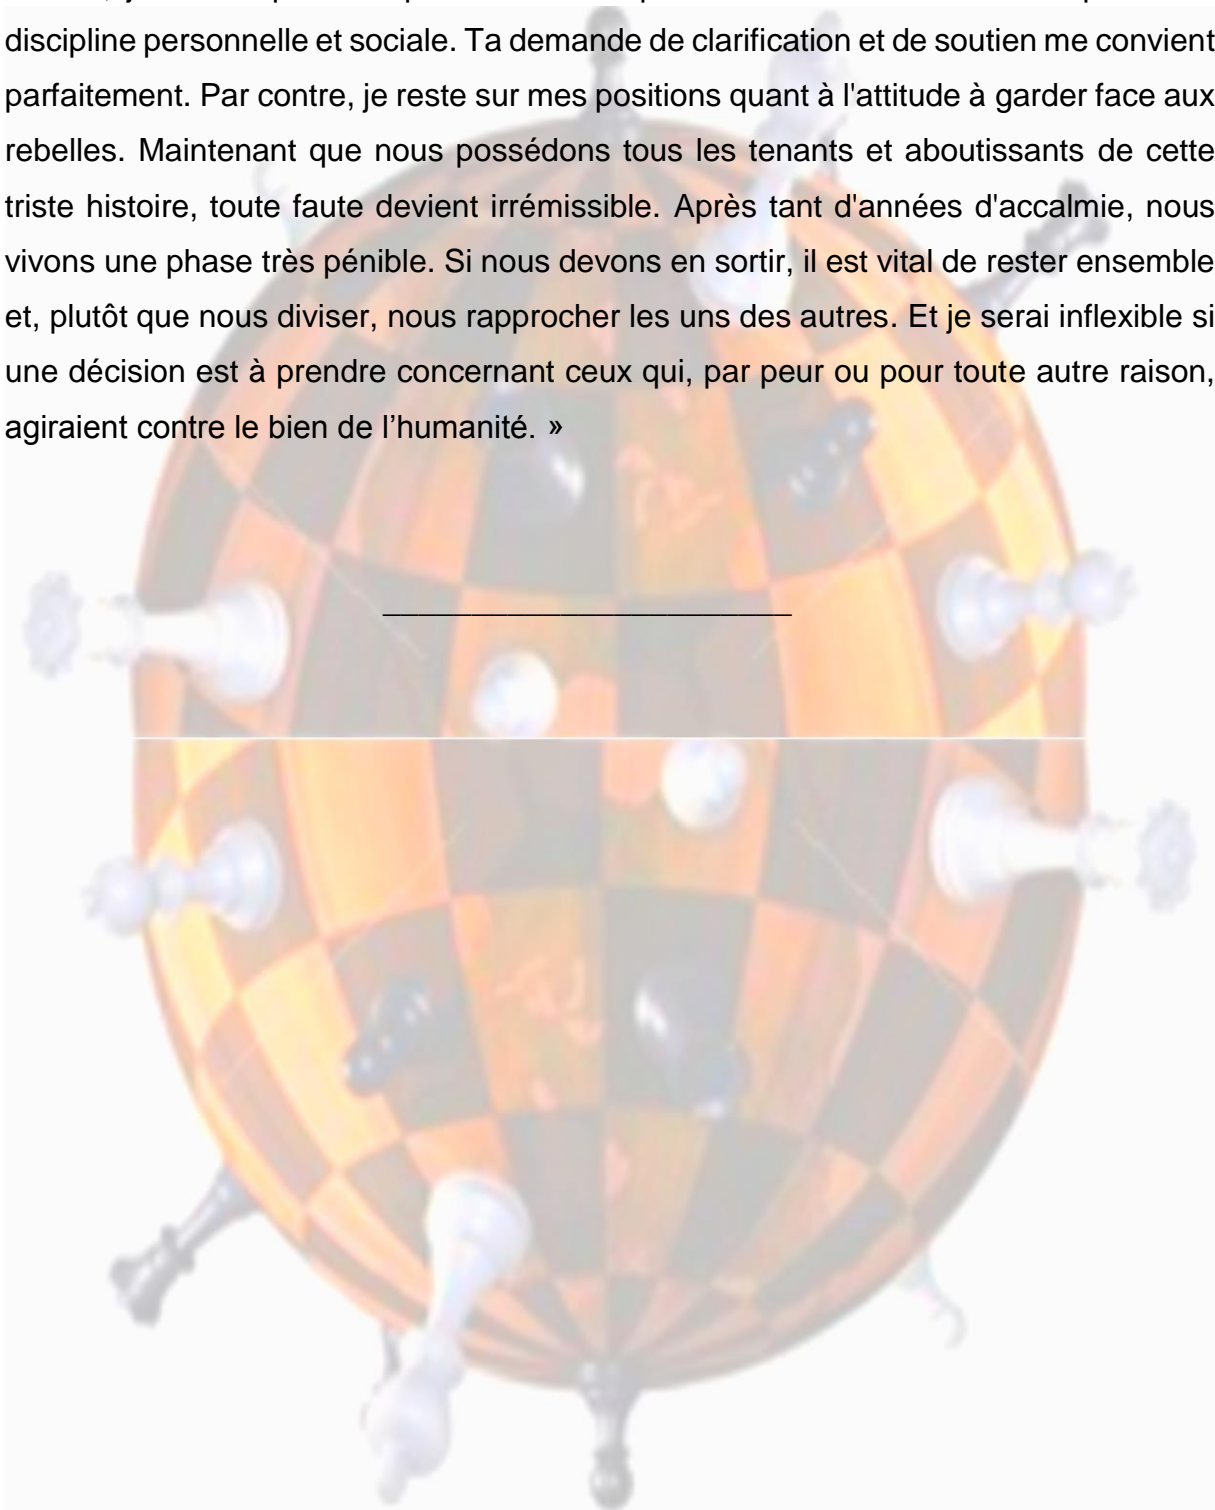 discipline personnelle et sociale. Ta demande de clarification et de soutien me convient
parfaitement. Par contre, je reste sur mes positions quant à l'attitude à garder face aux
rebelles. Maintenant que nous possédons tous les tenants et aboutissants de cette
triste histoire, toute faute devient irrémissible. Après tant d'années d'accalmie, nous
vivons une phase très pénible. Si nous devons en sortir, il est vital de rester ensemble
et, plutôt que nous diviser, nous rapprocher les uns des autres. Et je serai inflexible si
une décision est à prendre concernant ceux qui, par peur ou pour toute autre raison,
agiraient contre le bien de l’humanité. »